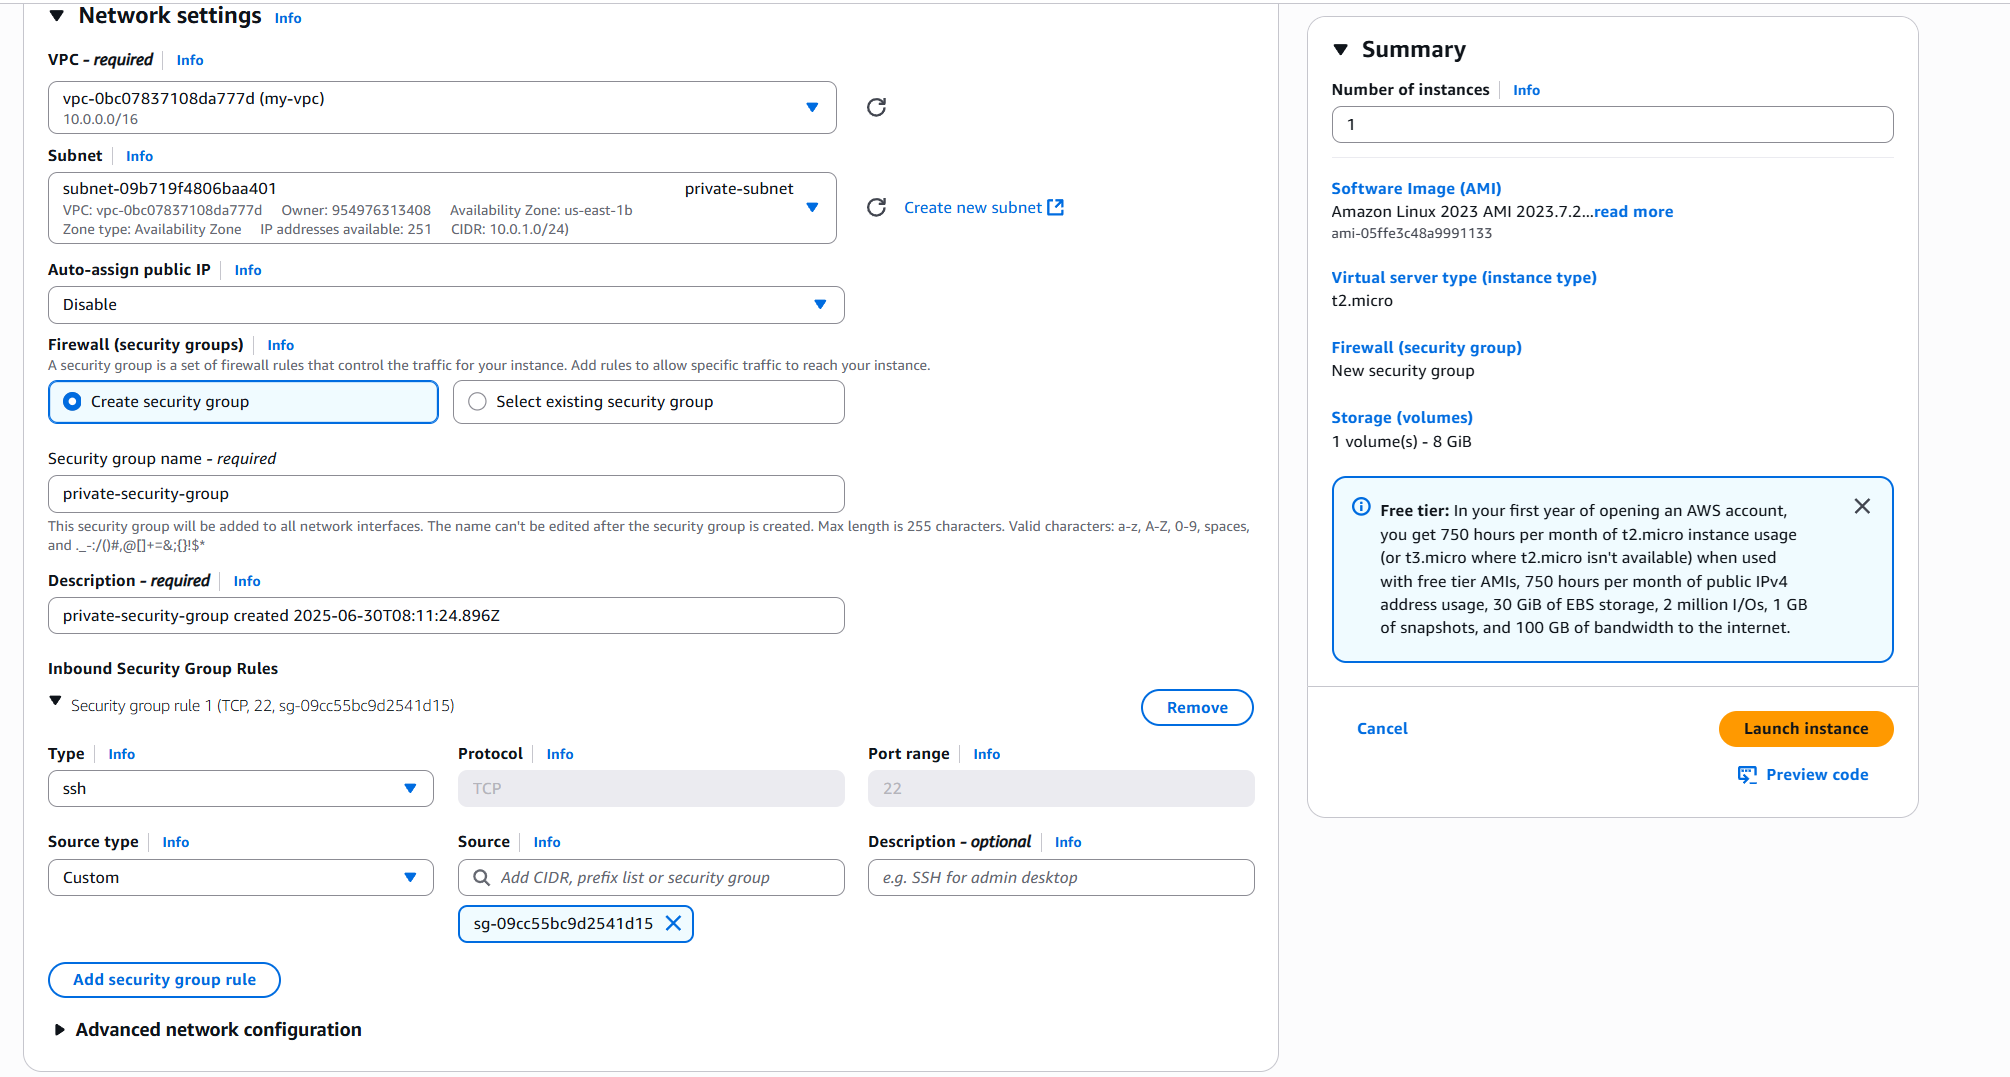 Network settings Info
VPC - required Info
vpc-0bc07837108da777d (my-vpc)
10.0.0.0/16
Subnet Info
subnet-09b719f4806baa401 private-subnet
VPC: vpc-0bc07837108da777d Owner: 954976313408 Availability Zone: us-east-1b
Zone type: Availability Zone IP addresses available: 251 CIDR: 10.0.1.0/24)
Create new subnet
Auto-assign public IP Info
Disable
Firewall (security groups) Info
A security group is a set of firewall rules that control the traffic for your instance. Add rules to allow specific traffic to reach your instance.
Create security group
Select existing security group
Security group name - required
private-security-group
This security group will be added to all network interfaces. The name can't be edited after the security group is created. Max length is 255 characters. Valid characters: a-z, A-Z, 0-9, spaces,
and ._-:/()#,@[]+=&;{}!$*
Description - required Info
private-security-group created 2025-06-30T08:11:24.896Z
Inbound Security Group Rules
Security group rule 1 (TCP, 22, sg-09cc55bc9d2541d15)
Remove
Type Info
Protocol Info
Port range Info
ssh
TCP
22
Source type Info
Source Info
Description - optional Info
Custom
Add CIDR, prefix list or security group
e.g. SSH for admin desktop
sg-09cc55bc9d2541d15
Add security group rule
Advanced network configuration
Summary
Number of instances Info
1
Software Image (AMI)
Amazon Linux 2023 AMI 2023.7.2...read more
ami-05ffe3c48a9991133
Virtual server type (instance type)
t2.micro
Firewall (security group)
New security group
Storage (volumes)
1 volume(s) - 8 GiB
Free tier: In your first year of opening an AWS account,
you get 750 hours per month of t2.micro instance usage
(or t3.micro where t2.micro isn't available) when used
with free tier AMIs, 750 hours per month of public IPv4
address usage, 30 GiB of EBS storage, 2 million I/Os, 1 GB
of snapshots, and 100 GB of bandwidth to the internet.
Cancel
Launch instance
Preview code